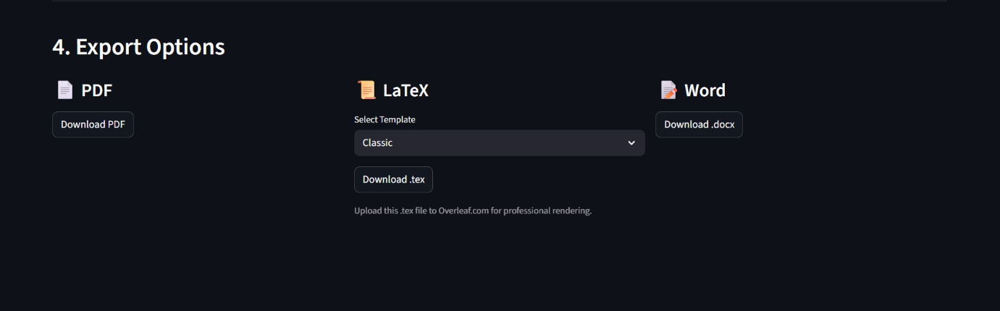 4. Export Options
PDF
Download PDF
LaTeX
Select Template
Classic
Download .tex
Upload this .tex file to Overleaf.com for professional rendering.
Word
Download .docx